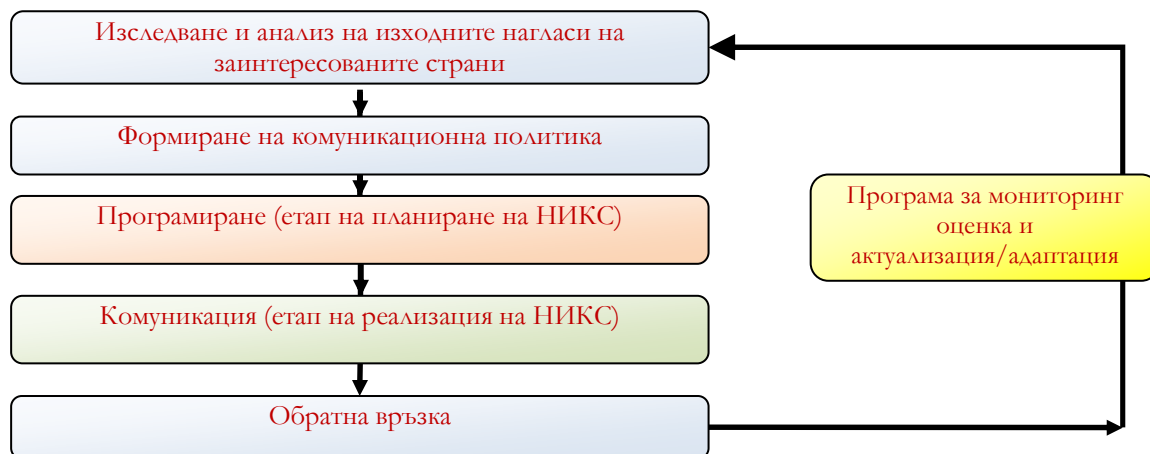 Изследване и анализ на изходните нагласи на
заинтересованите страни
Формиране на комуникационна политика
Програмиране (етап на планиране на НИКС)
Комуникация (етап на реализация на НИКС)
Обратна връзка
Програма за мониторинг
оценка и
актуализация/адаптация